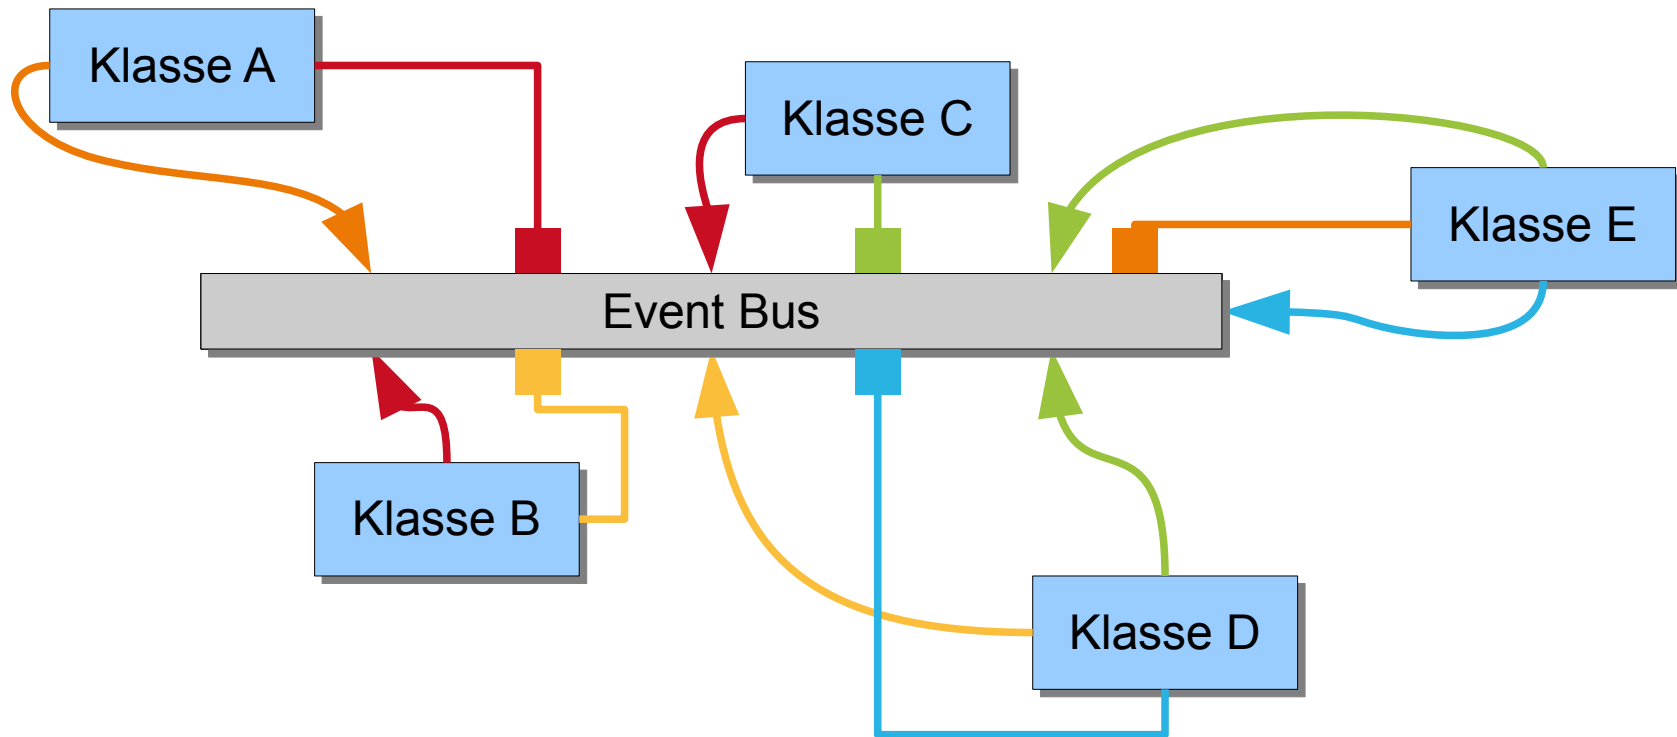 Klasse A
Klasse C
Klasse E
Event Bus
Klasse B
Klasse D